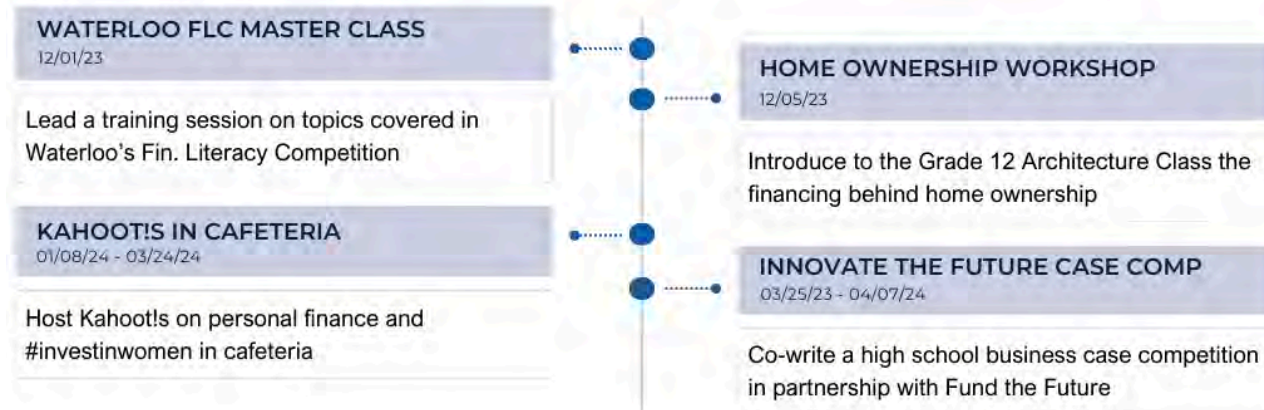 WATERLOO FLC MASTER CLASS
12/01/23
Lead a training session on topics covered in
Waterloo's Fin. Literacy Competition
HOME OWNERSHIP WORKSHOP
12/05/23
Introduce to the Grade 12 Architecture Class the
financing behind home ownership
KAHOOT!S IN CAFETERIA
01/08/24 - 03/24/24
Host Kahoot!s on personal finance and
#investinwomen in cafeteria
INNOVATE THE FUTURE CASE COMP
03/25/23 - 04/07/24
Co-write a high school business case competition
in partnership with Fund the Future